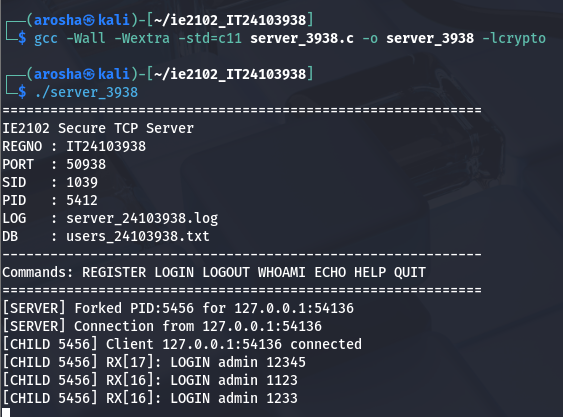 ┌──(arosha㉿kali)-[~/ie2102_IT24103938]
└─$ gcc -Wall -Wextra -std=c11 server_3938.c -o server_3938 -lcrypto
┌──(arosha㉿kali)-[~/ie2102_IT24103938]
└─$ ./server_3938
=====================================================
IE2102 Secure TCP Server
REGNO : IT24103938
PORT  : 50938
SID   : 1039
PID   : 5412
LOG   : server_24103938.log
DB    : users_24103938.txt
-----------------------------------------------------
Commands: REGISTER LOGIN LOGOUT WHOAMI ECHO HELP QUIT
=====================================================
[SERVER] Forked PID:5456 for 127.0.0.1:54136
[SERVER] Connection from 127.0.0.1:54136
[CHILD 5456] Client 127.0.0.1:54136 connected
[CHILD 5456] RX[17]: LOGIN admin 12345
[CHILD 5456] RX[16]: LOGIN admin 1123
[CHILD 5456] RX[16]: LOGIN admin 1233